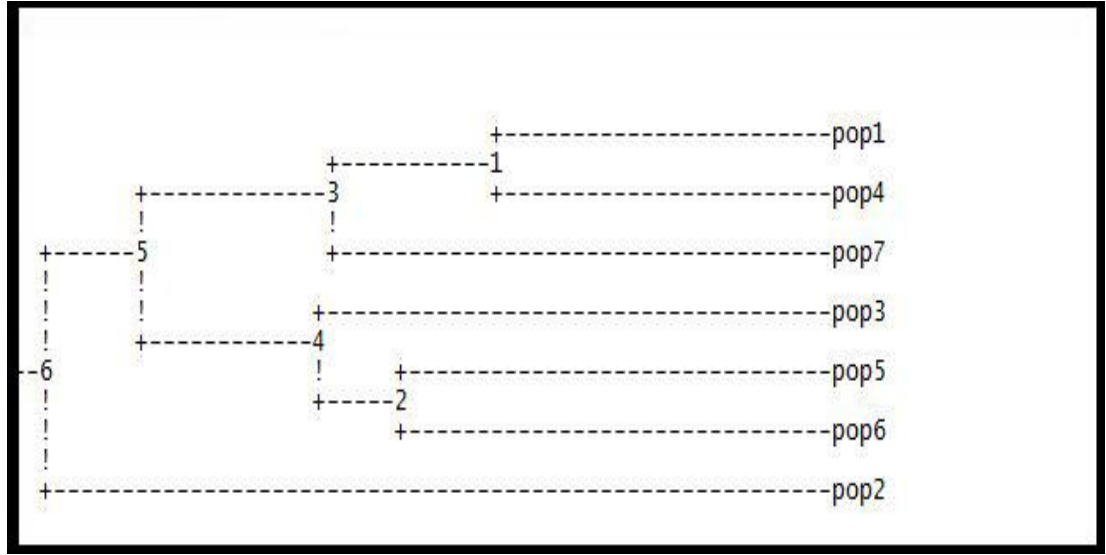 +------------------------pop1
+------------1
+--------------3 +------------------------pop4
! !
+------5 +------------------------------------pop7
! !
! ! +-------------------------------------pop3
! +------------4
--6 ! +-------------------------------pop5
! +-----2
! +-------------------------------pop6
!
+---------------------------------------------------------pop2